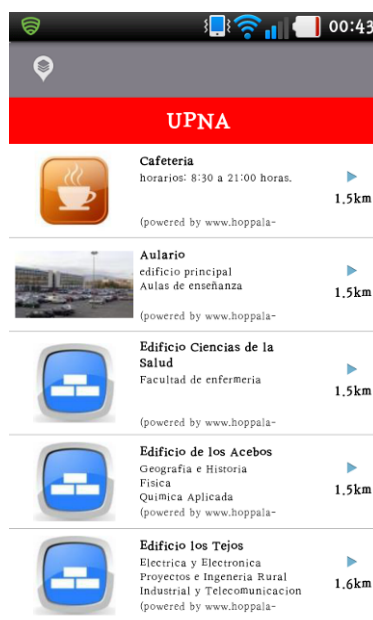 00:43
UPNA
Cafeteria
horarios: 8:30 a 21:00 horas.
1.5km
(powered by www.hoppala-
Aulario
edificio principal
Aulas de enseñanza
1.5km
(powered by www.hoppala-
Edificio Ciencias de la
Salud
Facultad de enfermeria
1.5km
(powered by www.hoppala-
Edificio de los Acebos
Geografia e Historia
Fisica
Quimica Aplicada
1.5km
(powered by www.hoppala-
Edificio los Tejos
Electrica y Electronica
Proyectos e Ingeneria Rural
Industrial y Telecomunicacion
1.6km
(powered by www.hoppala-